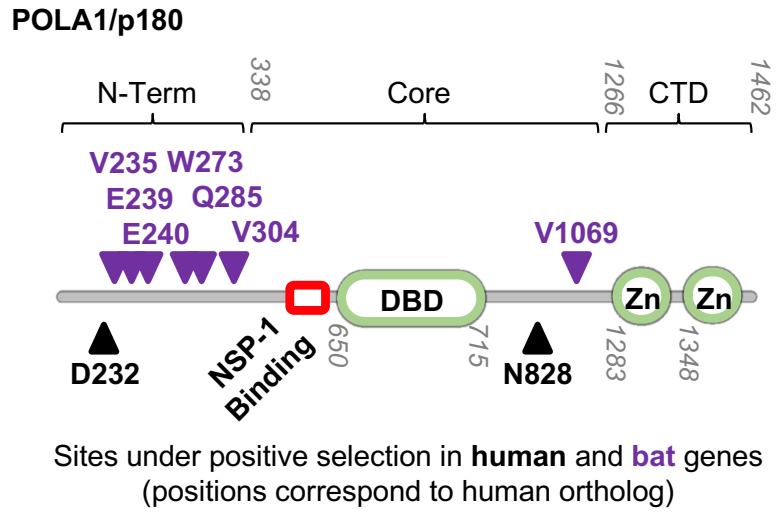 POLA1/p180
338
1266
1462
N-Term
Core
CTD
V235 W273
E239 Q285
E240 V304
V1069
DBD
Zn
Zn
D232
NSP-1
Binding
650
715
N828
1283
1348
Sites under positive selection in human and bat genes
(positions correspond to human ortholog)